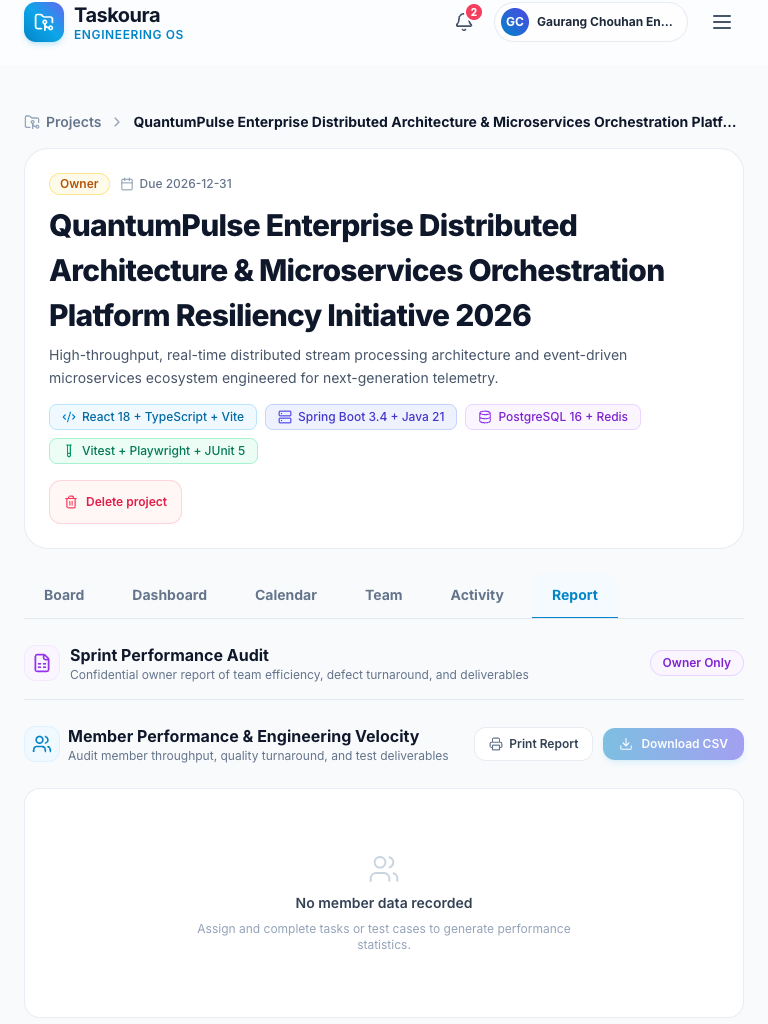 Taskoura
ENGINEERING OS
2
GC
Gaurang Chouhan En...
Projects
QuantumPulse Enterprise Distributed Architecture & Microservices Orchestration Platf...
Owner
Due 2026-12-31
QuantumPulse Enterprise Distributed
Architecture & Microservices Orchestration
Platform Resiliency Initiative 2026
High-throughput, real-time distributed stream processing architecture and event-driven
microservices ecosystem engineered for next-generation telemetry.
React 18 + TypeScript + Vite
Spring Boot 3.4 + Java 21
PostgreSQL 16 + Redis
Vitest + Playwright + JUnit 5
Delete project
Board
Dashboard
Calendar
Team
Activity
Report
Sprint Performance Audit
Confidential owner report of team efficiency, defect turnaround, and deliverables
Owner Only
Member Performance & Engineering Velocity
Audit member throughput, quality turnaround, and test deliverables
Print Report
Download CSV
No member data recorded
Assign and complete tasks or test cases to generate performance
statistics.